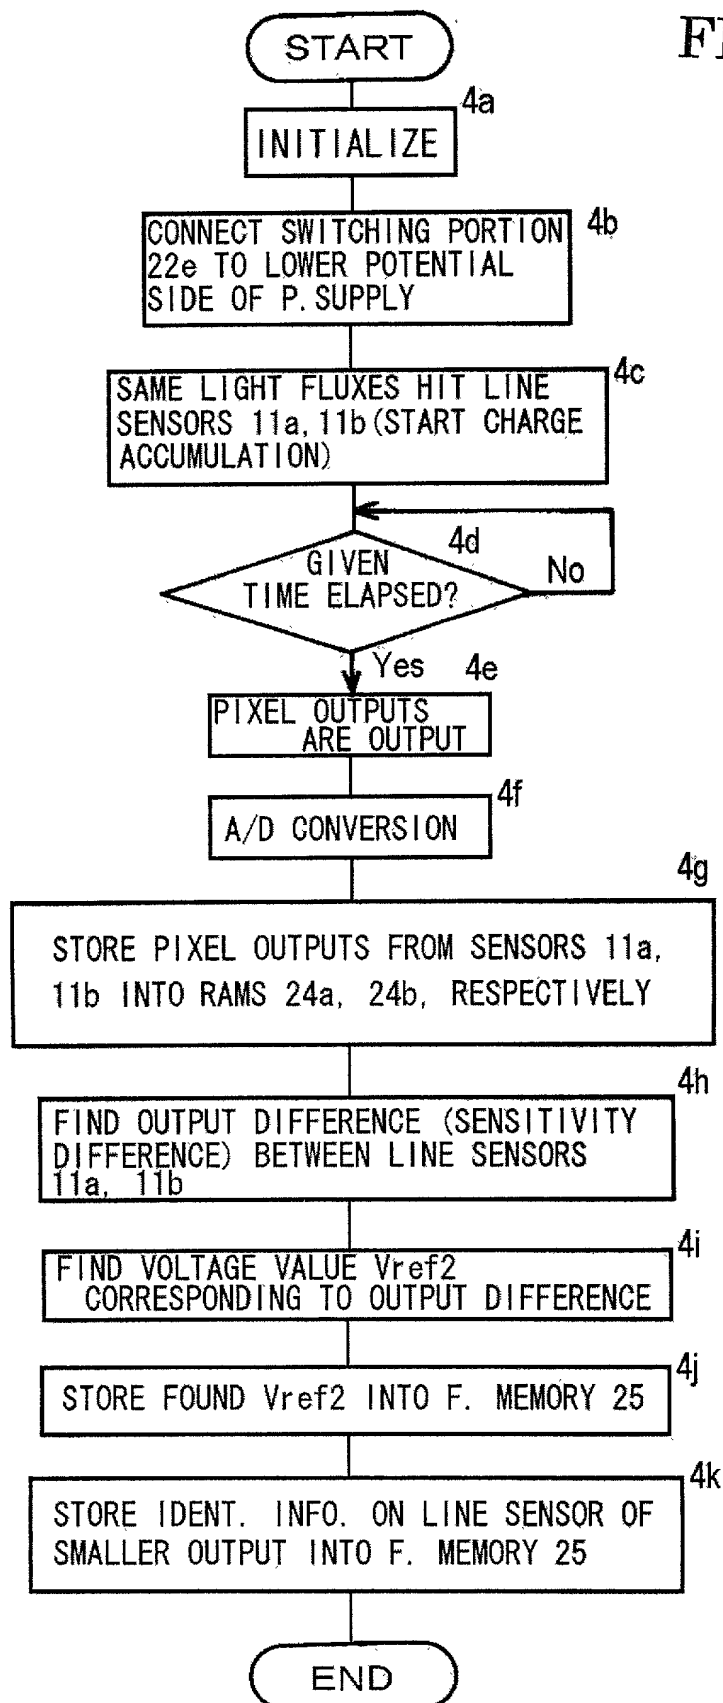 START
FI
4a
INITIALIZE
4b
CONNECT SWITCHING PORTION
22e TO LOWER POTENTIAL
SIDE OF P.SUPPLY
4c
SAME LIGHT FLUXES HIT LINE
SENSORS 11a,11b(START CHARGE
ACCUMULATION)
4d
GIVEN
TIME ELAPSED?
No
Yes
4e
PIXEL OUTPUTS
ARE OUTPUT
4f
A/D CONVERSION
4g
STORE PIXEL OUTPUTS FROM SENSORS 11a,
11b INTO RAMS 24a, 24b, RESPECTIVELY
4h
FIND OUTPUT DIFFERENCE (SENSITIVITY
DIFFERENCE) BETWEEN LINE SENSORS
11a, 11b
4i
FIND VOLTAGE VALUE Vref2
CORRESPONDING TO OUTPUT DIFFERENCE
4j
STORE FOUND Vref2 INTO F. MEMORY 25
4k
STORE IDENT. INFO. ON LINE SENSOR OF
SMALLER OUTPUT INTO F. MEMORY 25
END